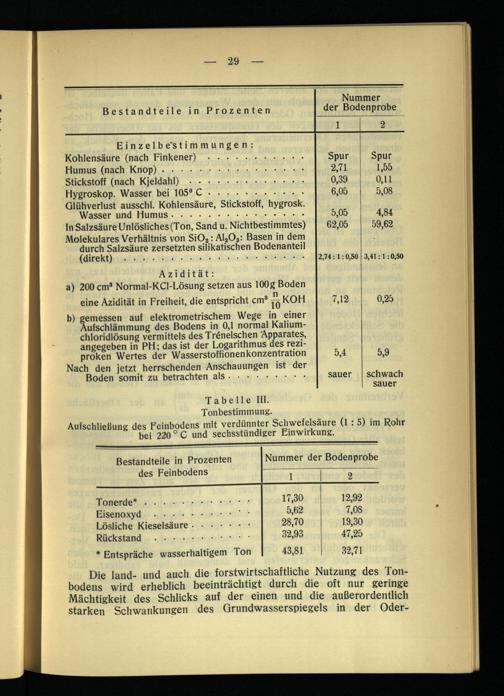 — 29 —
Bestandteile in Prozenten Nummer der Bodenprobe
1 2
Einzelbestimmungen:
Kohlensäure (nach Finkener) . . . . . . . . . . . Spur Spur
Humus (nach Knop) . . . . . . . . . . . . . . . . 2,71 1,55
Stickstoff (nach Kjeldahl) . . . . . . . . . . . . . 0,39 0,11
Hygroskop. Wasser bei 105° C . . . . . . . . . . . 6,05 5,08
Glühverlust ausschl. Kohlensäure, Stickstoff, hygrosk.
Wasser und Humus . . . . . . . . . . . . . . . 5,05 4,84
In Salzsäure Unlösliches (Ton, Sand u. Nichtbestimmtes) 62,05 59,62
Molekulares Verhältnis von SiO₂ : Al₂O₃ : Basen in dem
durch Salzsäure zersetzten silikatischen Bodenanteil
(direkt) . . . . . . . . . . . . . . . . . . . . 2,74 : 1 : 0,50 3,41 : 1 : 0,50
Azidität:
a) 200 cm³ Normal-KCl-Lösung setzen aus 100 g Boden
eine Azidität in Freiheit, die entspricht cm³ n/10 KOH 7,12 0,25
b) gemessen auf elektrometrischem Wege in einer
Aufschlämmung des Bodens in 0,1 normal Kalium-
chloridlösung vermittels des Trénelschen Apparates,
angegeben in PH; das ist der Logarithmus des rezi-
proken Wertes der Wasserstoffionenkonzentration 5,4 5,9
Nach den jetzt herrschenden Anschauungen ist der
Boden somit zu betrachten als . . . . . . . . . sauer schwach
sauer
Tabelle III.
Tonbestimmung.
Aufschließung des Feinbodens mit verdünnter Schwefelsäure (1 : 5) im Rohr
bei 220° C und sechsstündiger Einwirkung.
Bestandteile in Prozenten des Feinbodens Nummer der Bodenprobe
1 2
Tonerde* . . . . . . . . . . . . 17,30 12,92
Eisenoxyd . . . . . . . . . . . 5,62 7,08
Lösliche Kieselsäure . . . . . . . 28,70 19,30
Rückstand . . . . . . . . . . . 32,93 47,25
* Entspräche wasserhaltigem Ton 43,81 32,71
Die land- und auch die forstwirtschaftliche Nutzung des Ton-
bodens wird erheblich beeinträchtigt durch die oft nur geringe
Mächtigkeit des Schlicks auf der einen und die außerordentlich
starken Schwankungen des Grundwasserspiegels in der Oder-